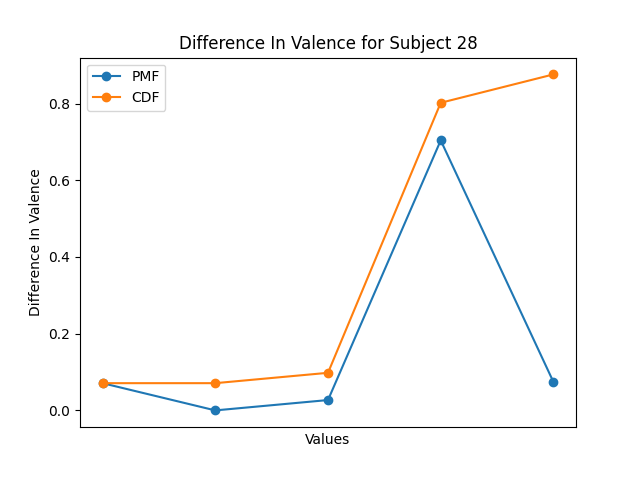 Difference In Valence for Subject 28
PMF
CDF
0.8
0.6
0.4
0.2
0.0
Difference In Valence
Values